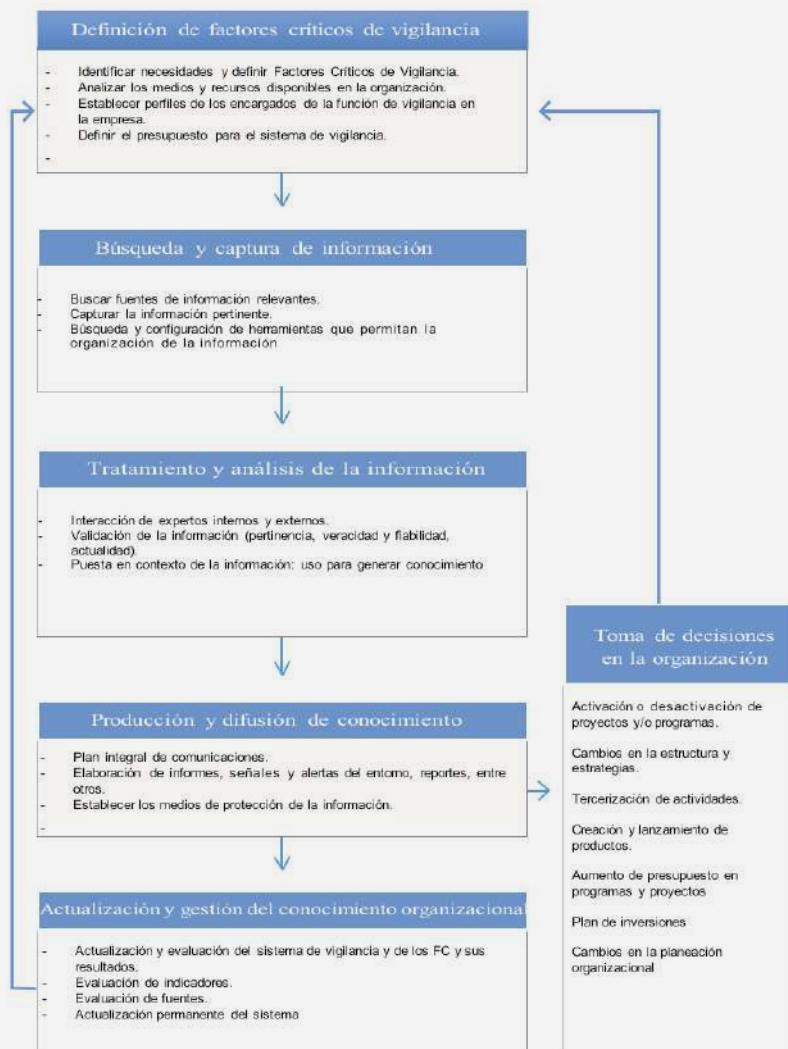 Definición de factores críticos de vigilancia
- Identificar necesidades y definir Factores Críticos de Vigilancia.
- Analizar los medios y recursos disponibles en la organización.
- Establecer perfiles de los encargados de la función de vigilancia en
la empresa.
- Definir el presupuesto para el sistema de vigilancia.
-
Búsqueda y captura de información
- Buscar fuentes de información relevantes.
- Capturar la información pertinente.
- Búsqueda y configuración de herramientas que permitan la
organización de la información
Tratamiento y análisis de la información
- Interacción de expertos internos y externos.
- Validación de la información (pertinencia, veracidad y fiabilidad,
actualidad).
- Puesta en contexto de la información: uso para generar conocimiento
Producción y difusión de conocimiento
- Plan integral de comunicaciones.
- Elaboración de informes, señales y alertas del entorno, reportes, entre
otros.
- Establecer los medios de protección de la información.
-
Actualización y gestión del conocimiento organizacional
- Actualización y evaluación del sistema de vigilancia y de los FC y sus
resultados.
- Evaluación de indicadores.
- Evaluación de fuentes.
- Actualización permanente del sistema
Toma de decisiones
en la organización
Activación o desactivación de
proyectos y/o programas.
Cambios en la estructura y
estrategias.
Tercerización de actividades.
Creación y lanzamiento de
productos.
Aumento de presupuesto en
programas y proyectos
Plan de inversiones
Cambios en la planeación
organizacional